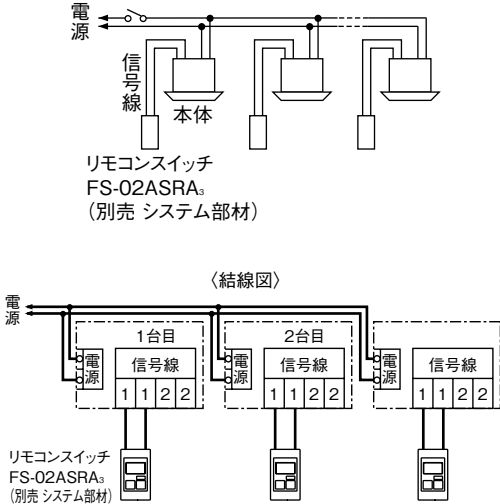 電源
信号線
本体
リモコンスイッチ
FS-02ASRA₃
（別売 システム部材）
〈結線図〉
電源
1台目
2台目
電源
信号線
1 1 2 2
電源
信号線
1 1 2 2
電源
信号線
1 1 2 2
リモコンスイッチ
FS-02ASRA₃
（別売 システム部材）